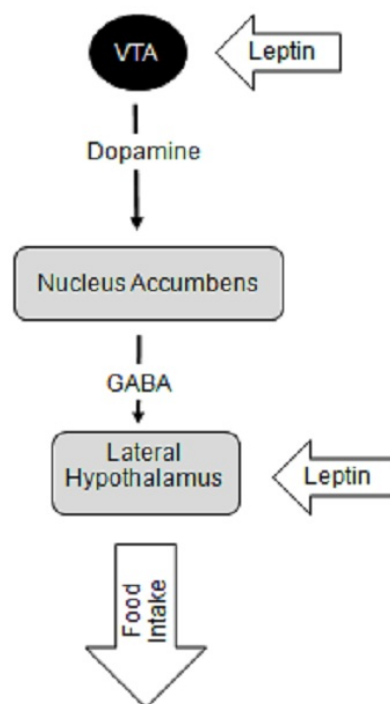 VTA
Leptin
Dopamine
Nucleus Accumbens
GABA
Lateral
Hypothalamus
Leptin
Food
Intake